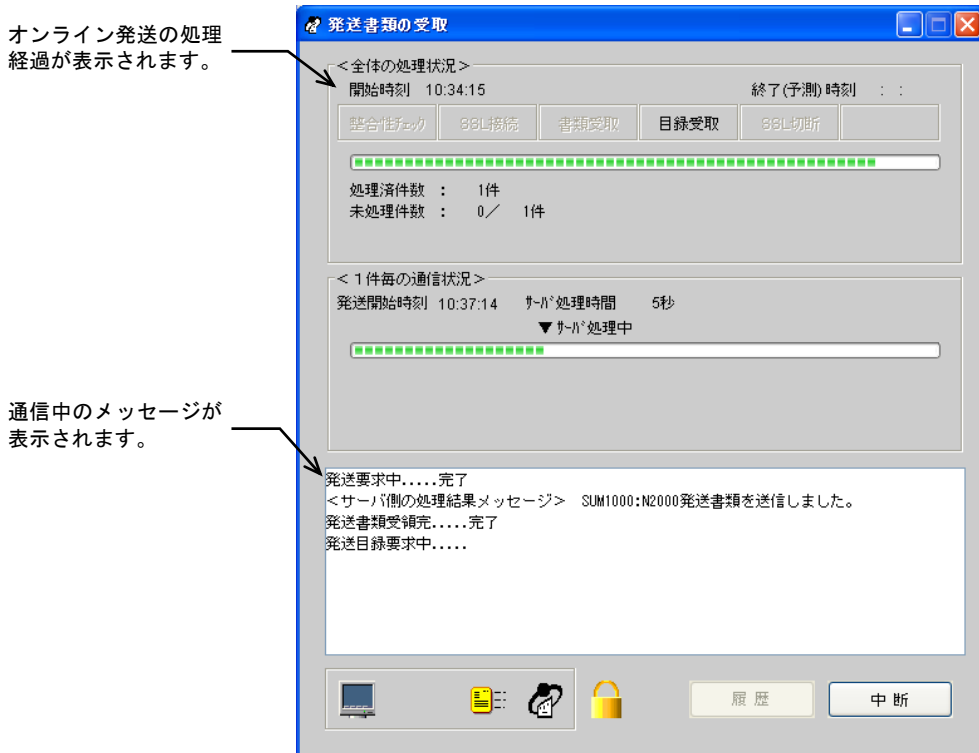 オンライン発送の処理
経過が表示されます。
発送書類の受取
<全体の処理状況>
開始時刻 10:34:15 終了(予測)時刻 : :
整合性ﾁｪｯｸ SSL接続 書類受取 目録受取 SSL切断
処理済件数 : 1件
未処理件数 : 0／ 1件
<１件毎の通信状況>
発送開始時刻 10:37:14 ｻｰﾊﾞ処理時間 5秒
▼ｻｰﾊﾞ処理中
通信中のメッセージが
表示されます。
発送要求中.....完了
＜サーバ側の処理結果メッセージ＞ SUM1000:N2000発送書類を送信しました。
発送書類受領完.....完了
発送目録要求中.....
履歴 中断